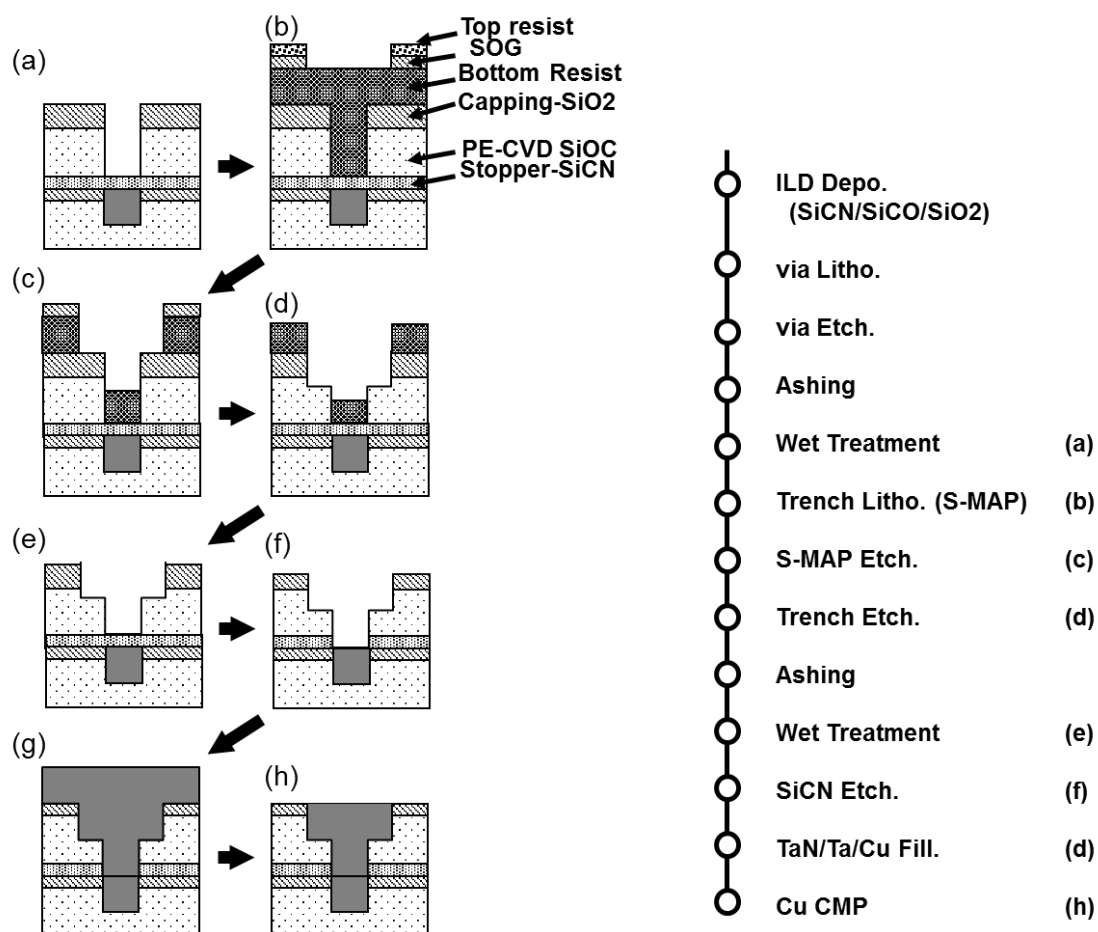 (a)
(b)
Top resist
SOG
Bottom Resist
Capping-SiO2
PE-CVD SiOC
Stopper-SiCN
(c)
(d)
(e)
(f)
(g)
(h)
ILD Depo.
(SiCN/SiCO/SiO2)
via Litho.
via Etch.
Ashing
Wet Treatment (a)
Trench Litho. (S-MAP) (b)
S-MAP Etch. (c)
Trench Etch. (d)
Ashing
Wet Treatment (e)
SiCN Etch. (f)
TaN/Ta/Cu Fill. (d)
Cu CMP (h)